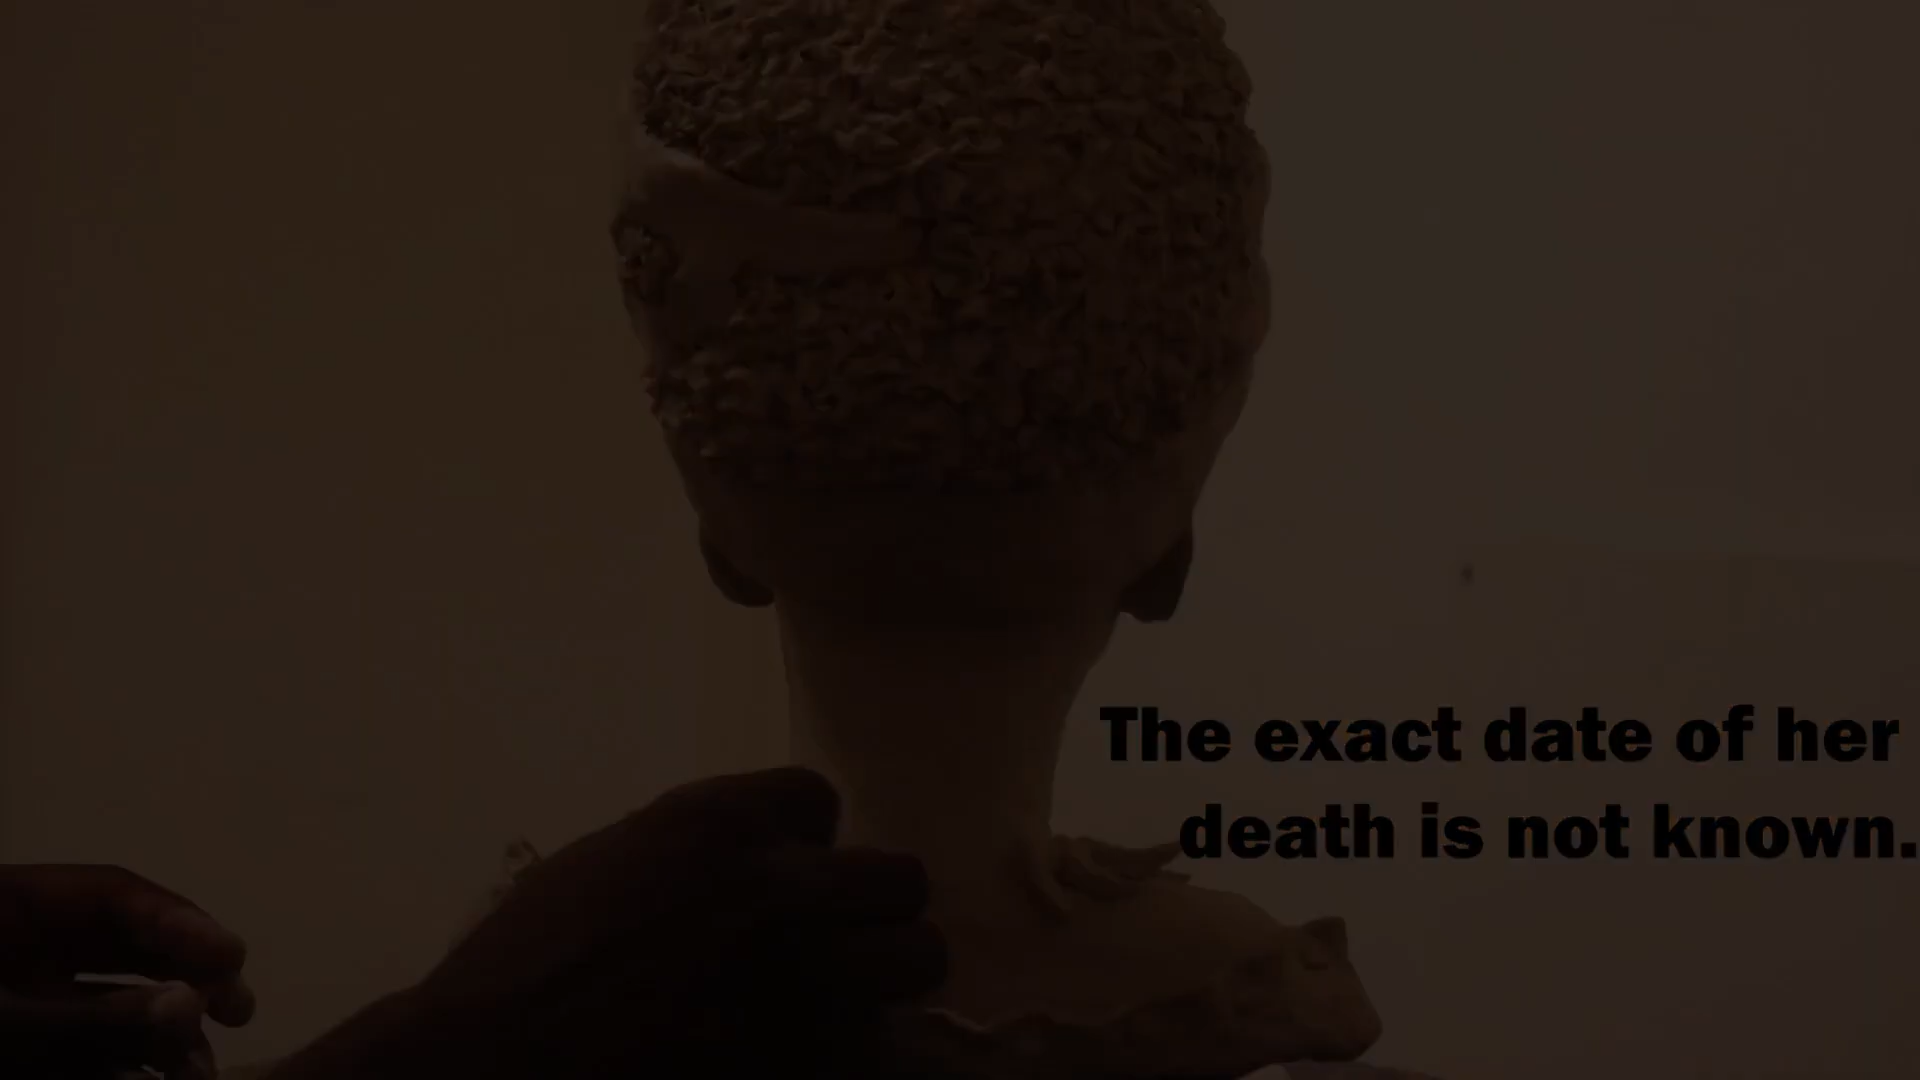 The exact date of her
death is not known.